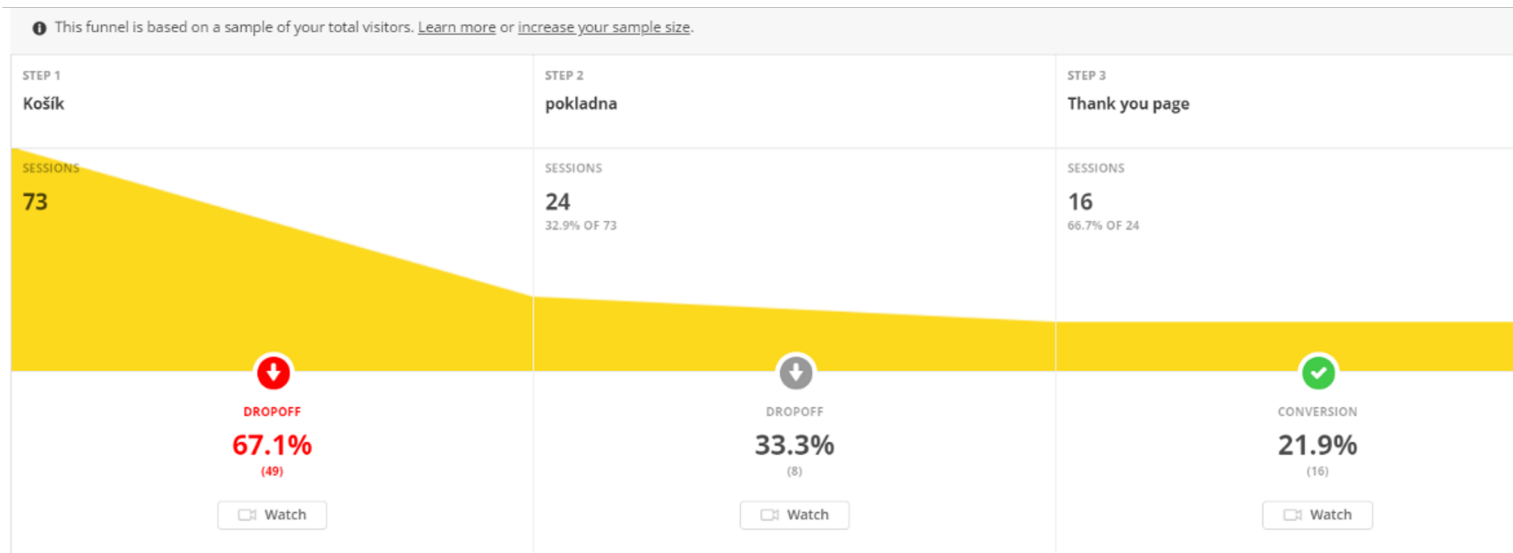 This funnel is based on a sample of your total visitors. Learn more or increase your sample size.
STEP 1
Košík
STEP 2
pokladna
STEP 3
Thank you page
SESSIONS
73
SESSIONS
24
32.9% OF 73
SESSIONS
16
66.7% OF 24
DROPOFF
67.1%
(49)
Watch
DROPOFF
33.3%
(8)
Watch
CONVERSION
21.9%
(16)
Watch